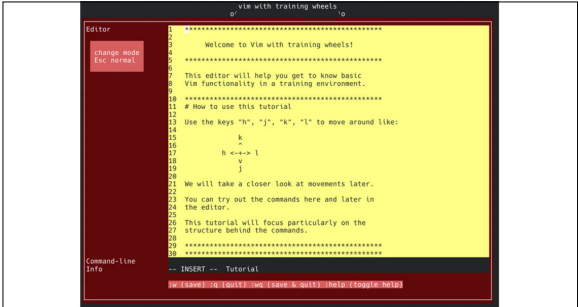 vim with training wheels
o' 'o
Editor
change mode
Esc normal
1 ************************************************
2
3 Welcome to Vim with training wheels!
4
5 ************************************************
6
7 This editor will help you get to know basic
8 Vim functionality in a training environment.
9
10 ************************************************
11 # How to use this tutorial
12
13 Use the keys "h", "j", "k", "l" to move around like:
14
15 k
16 ^
17 h <-+-> l
18 v
19 j
20
21 We will take a closer look at movements later.
22
23 You can try out the commands here and later in
24 the editor.
25
26 This tutorial will focus particularly on the
27 structure behind the commands.
28
29 ************************************************
30 ************************************************
Command-line
Info
-- INSERT -- Tutorial
:w (save) :q (quit) :wq (save & quit) :help (toggle help)